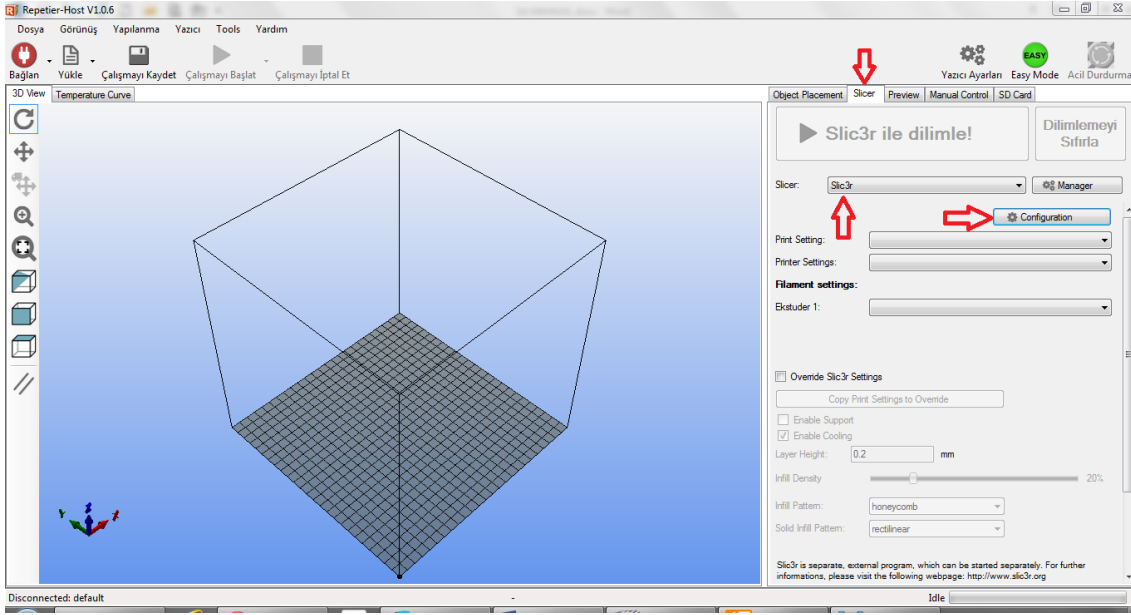 Repetier-Host V1.0.6
Dosya Görünüş Yapılanma Yazıcı Tools Yardım
EASY
Bağlan Yükle Çalışmayı Kaydet Çalışmayı Başlat Çalışmayı İptal Et Yazıcı Ayarları Easy Mode Acil Durdurma
3D View Temperature Curve
Object Placement Slicer Preview Manual Control SD Card
Slic3r ile dilimle!
Dilimlemeyi
Sıfırla
Slicer: Slic3r Manager
Configuration
Print Setting:
Printer Settings:
Filament settings:
Ekstuder 1:
Override Slic3r Settings
Copy Print Settings to Override
Enable Support
Enable Cooling
Layer Height: 0.2 mm
Infill Density 20%
Infill Pattern: honeycomb
Solid Infill Pattern: rectilinear
Slic3r is separate, external program, which can be started separately. For further
informations, please visit the following webpage: http://www.slic3r.org
Y Z X
Disconnected: default - Idle